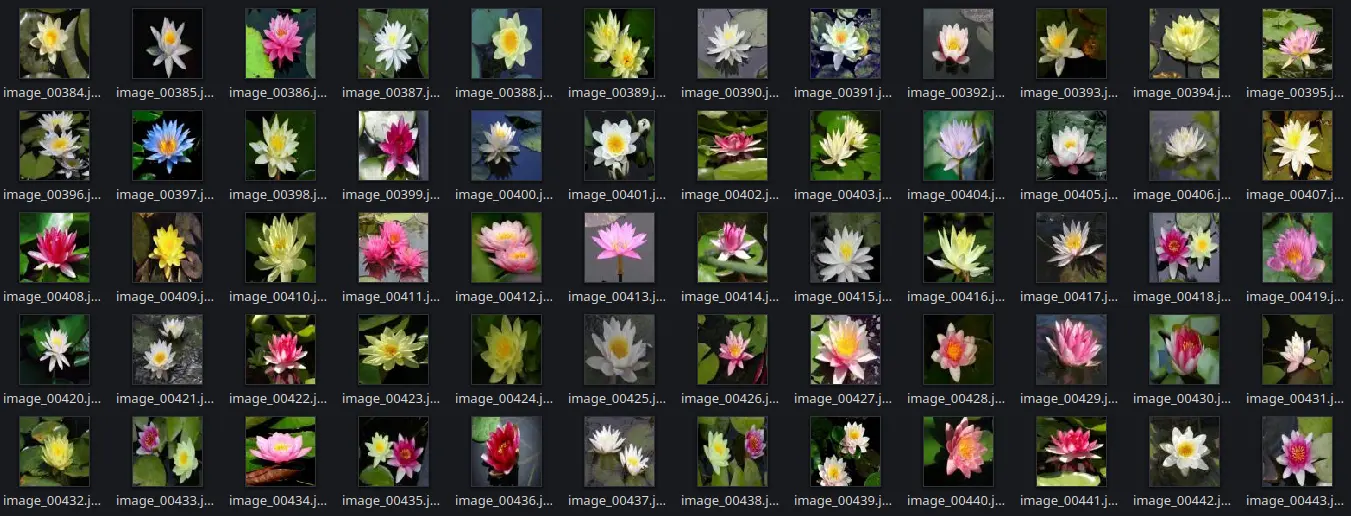 image_00384.j... image_00385.j... image_00386.j... image_00387.j... image_00388.j... image_00389.j... image_00390.j... image_00391.j... image_00392.j... image_00393.j... image_00394.j... image_00395.j...
image_00396.j... image_00397.j... image_00398.j... image_00399.j... image_00400.j... image_00401.j... image_00402.j... image_00403.j... image_00404.j... image_00405.j... image_00406.j... image_00407.j...
image_00408.j... image_00409.j... image_00410.j... image_00411.j... image_00412.j... image_00413.j... image_00414.j... image_00415.j... image_00416.j... image_00417.j... image_00418.j... image_00419.j...
image_00420.j... image_00421.j... image_00422.j... image_00423.j... image_00424.j... image_00425.j... image_00426.j... image_00427.j... image_00428.j... image_00429.j... image_00430.j... image_00431.j...
image_00432.j... image_00433.j... image_00434.j... image_00435.j... image_00436.j... image_00437.j... image_00438.j... image_00439.j... image_00440.j... image_00441.j... image_00442.j... image_00443.j...